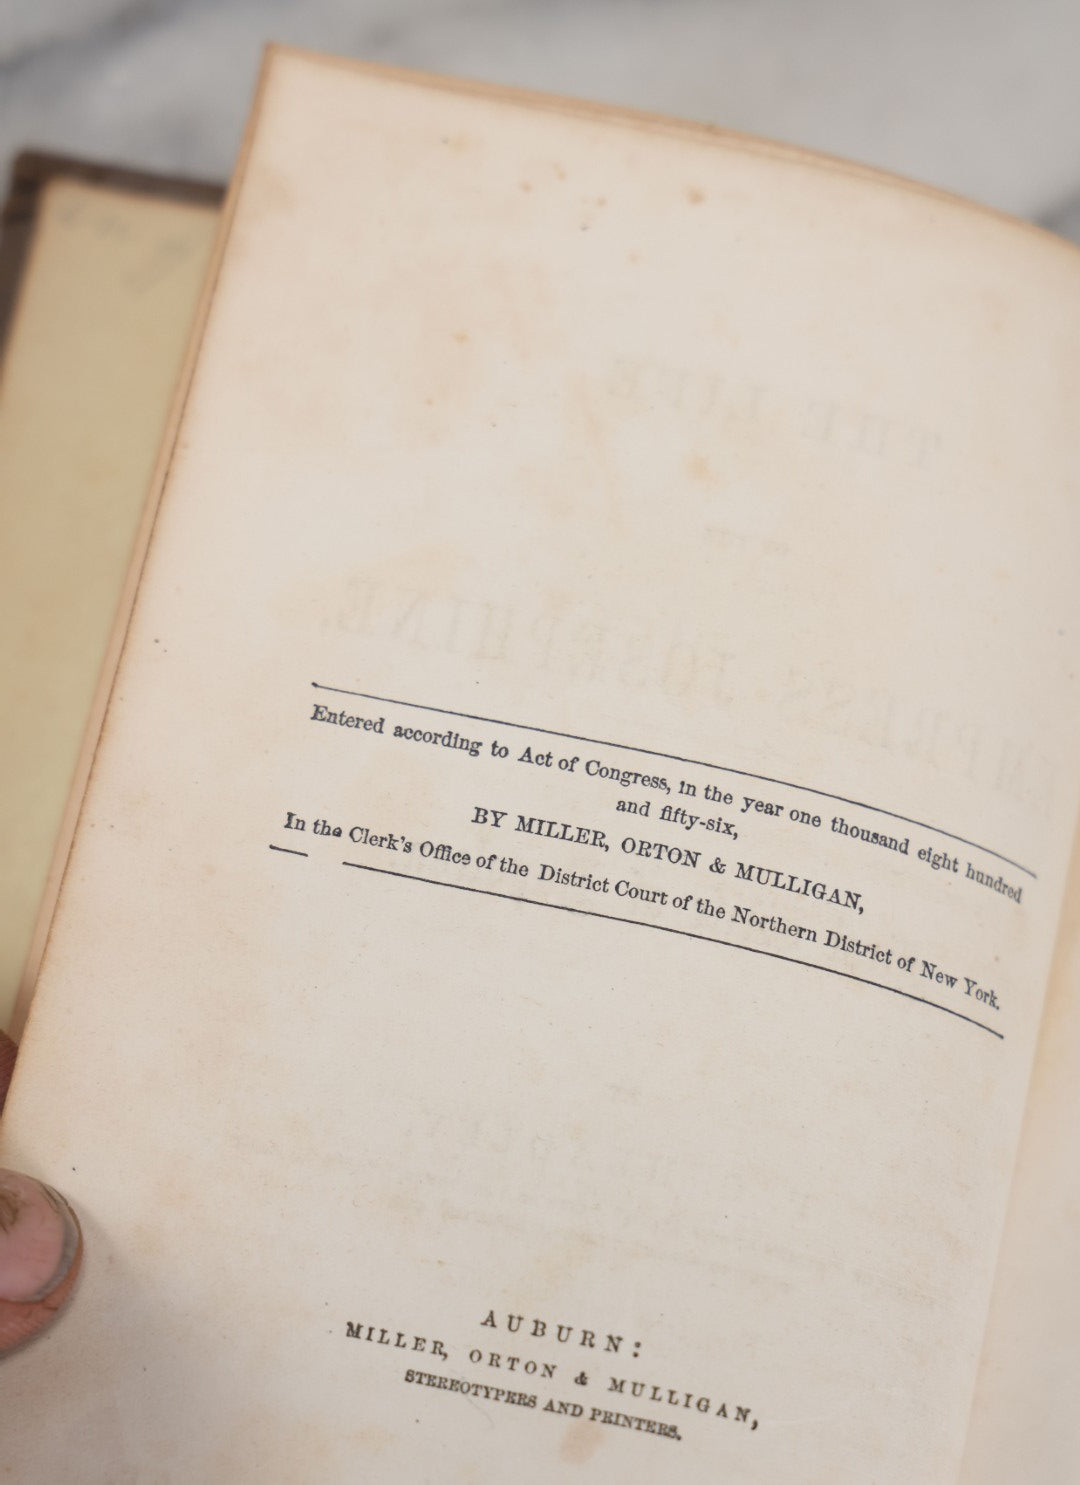 Entered according to Act of Congress, in the year one thousand eight hundred
and fifty-six,
BY MILLER, ORTON & MULLIGAN,
In the Clerk's Office of the District Court of the Northern District of New York.
AUBURN:
MILLER, ORTON & MULLIGAN,
STEREOTYPERS AND PRINTERS.